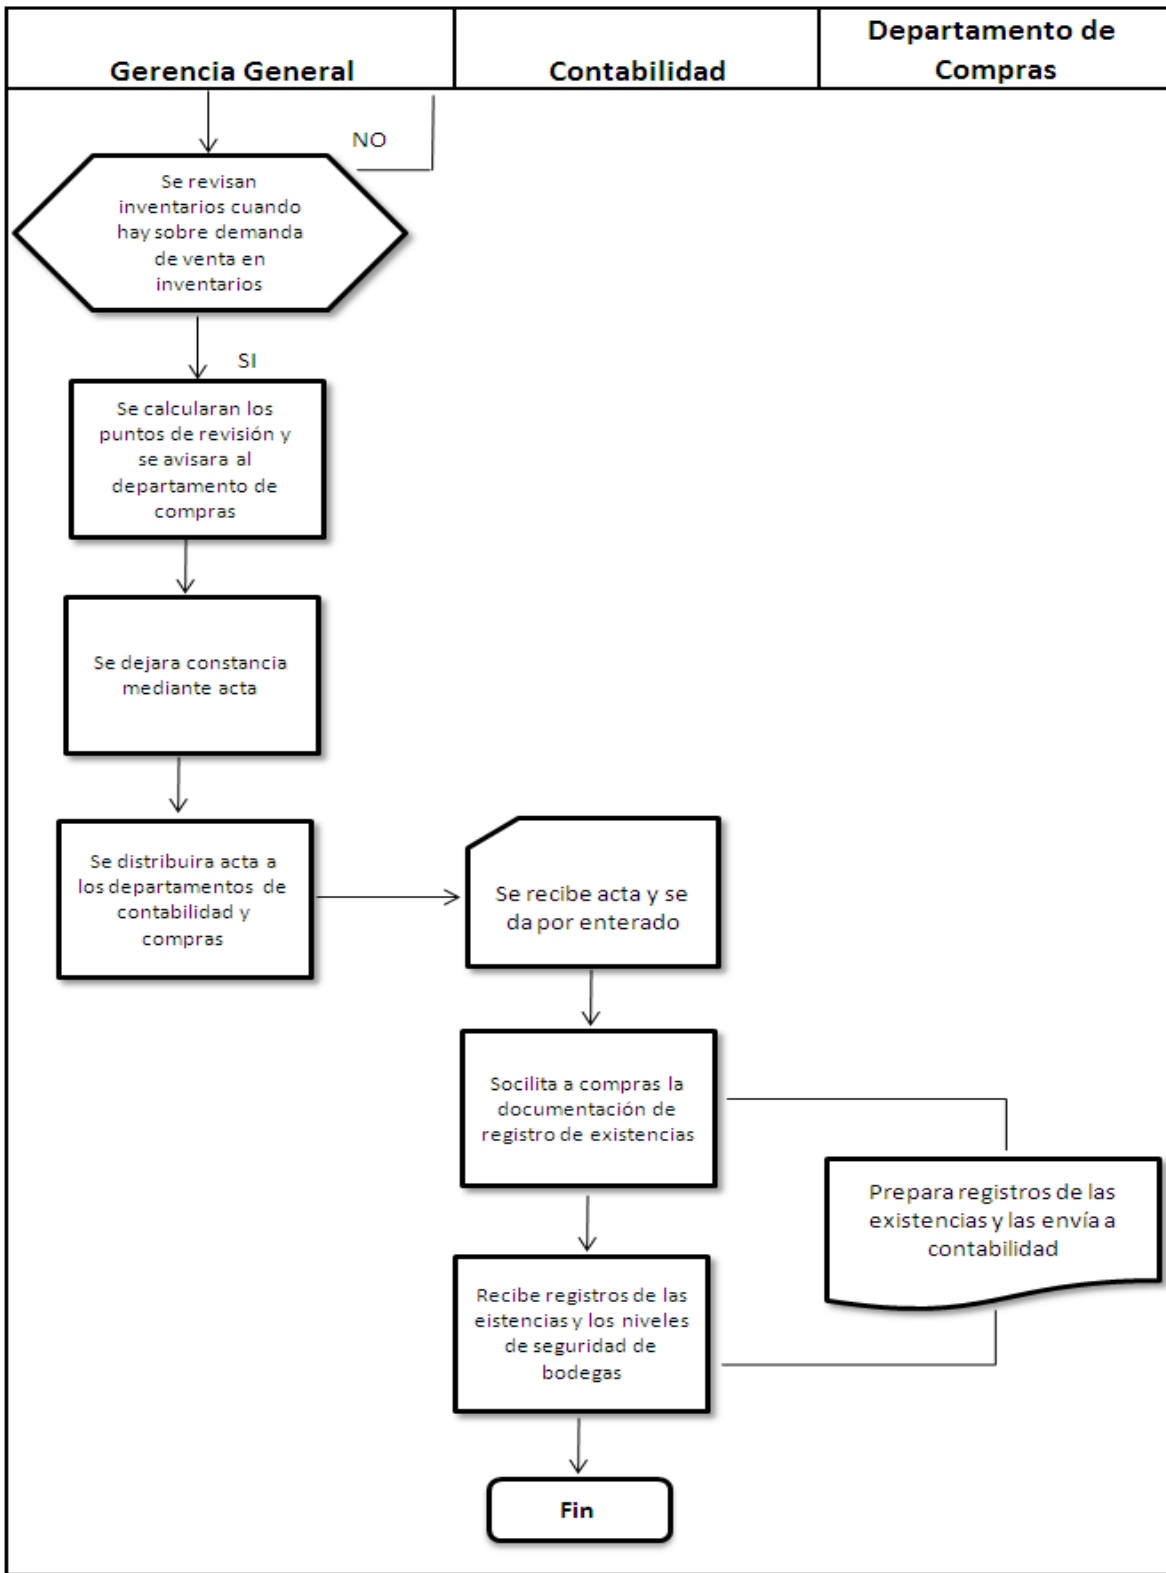 Gerencia General
Contabilidad
Departamento de
Compras
NO
Se revisan
inventarios cuando
hay sobre demanda
de venta en
inventarios
SI
Se calcularan los
puntos de revisión y
se avisara al
departamento de
compras
Se dejara constancia
mediante acta
Se distribuira acta a
los departamentos de
contabilidad y
compras
Se recibe acta y se
da por enterado
Socilita a compras la
documentación de
registro de existencias
Prepara registros de las
existencias y las envía a
contabilidad
Recibe registros de las
eistencias y los niveles
de seguridad de
bodegas
Fin